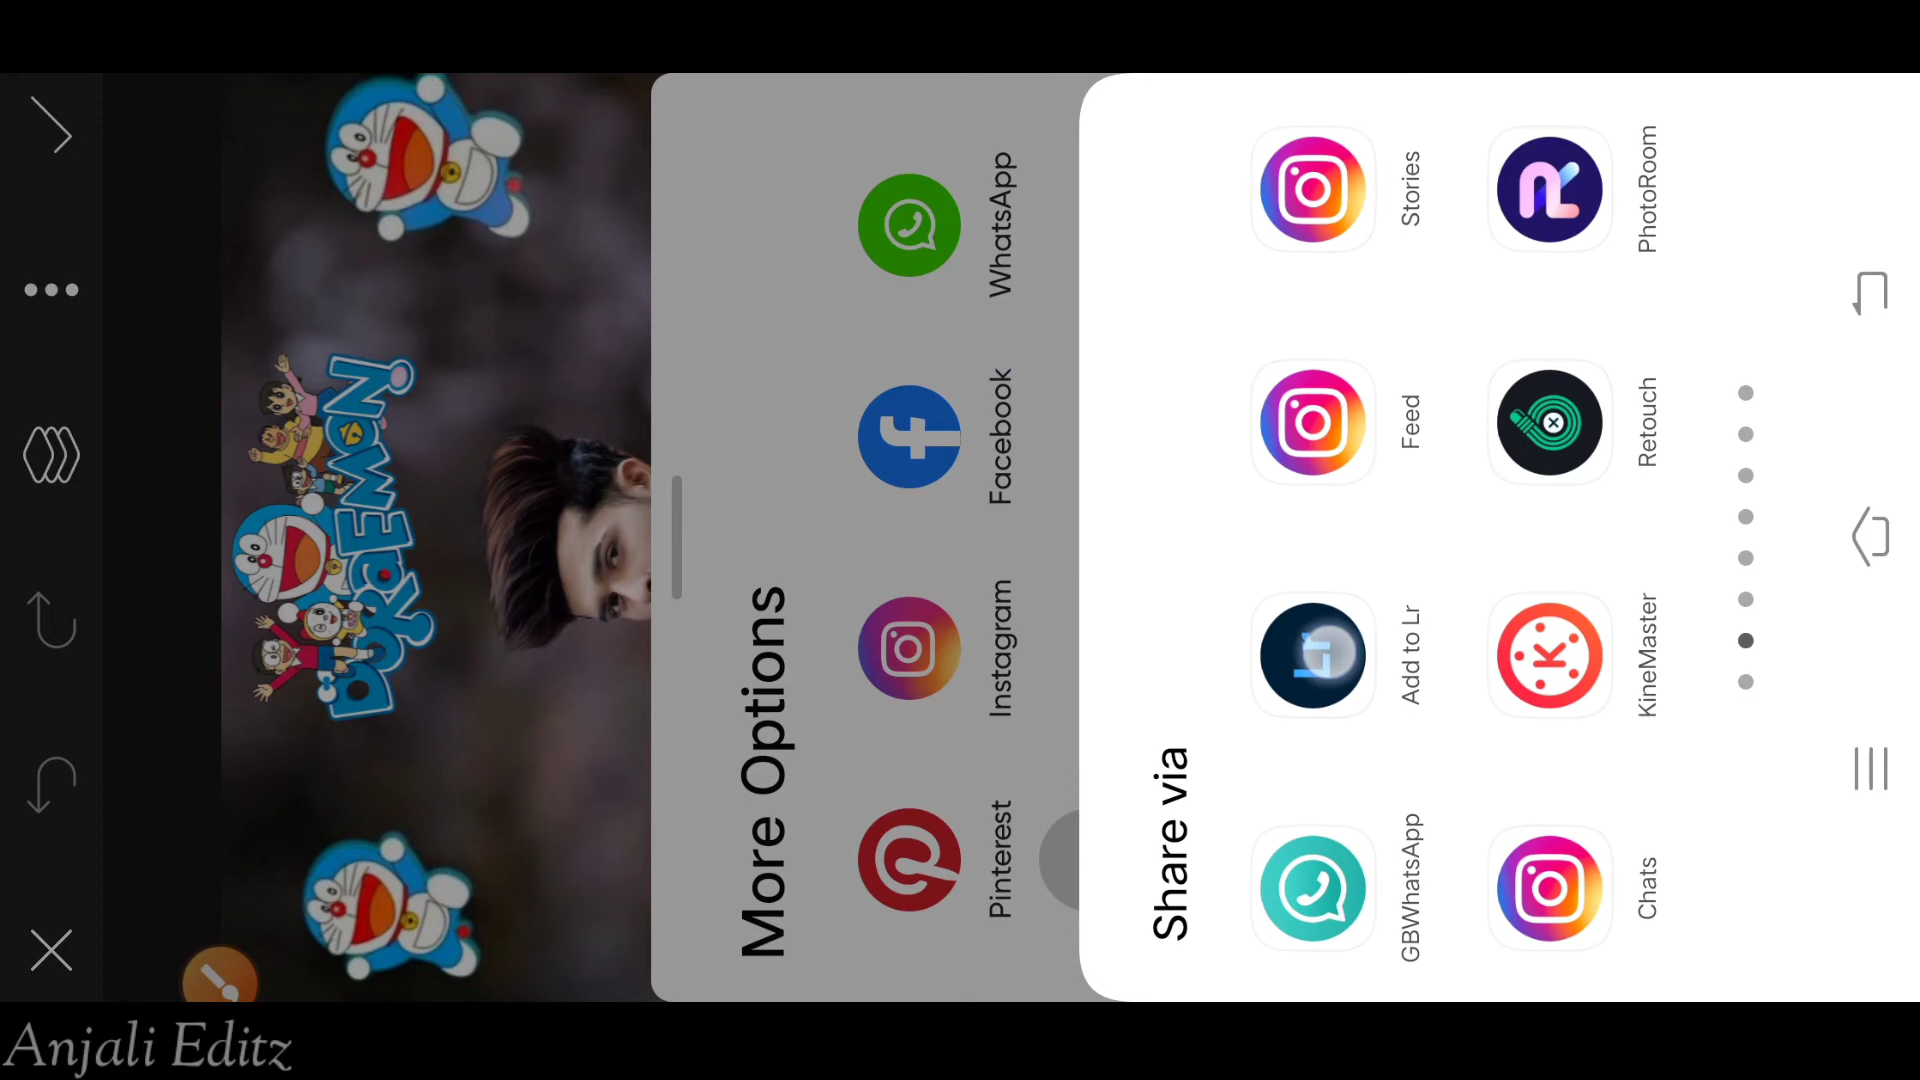 DORAEMON
More Options
Pinterest
Instagram
Facebook
WhatsApp
Share via
GBWhatsApp
Lr
Add to Lr
Feed
Stories
Chats
K
KineMaster
Retouch
PhotoRoom
Anjali Editz